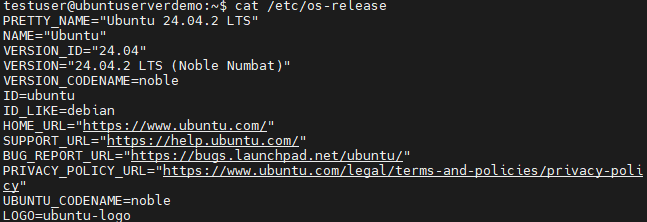 testuser@ubuntuserverdemo:~$ cat /etc/os-release
PRETTY_NAME="Ubuntu 24.04.2 LTS"
NAME="Ubuntu"
VERSION_ID="24.04"
VERSION="24.04.2 LTS (Noble Numbat)"
VERSION_CODENAME=noble
ID=ubuntu
ID_LIKE=debian
HOME_URL="https://www.ubuntu.com/"
SUPPORT_URL="https://help.ubuntu.com/"
BUG_REPORT_URL="https://bugs.launchpad.net/ubuntu/"
PRIVACY_POLICY_URL="https://www.ubuntu.com/legal/terms-and-policies/privacy-poli
cy"
UBUNTU_CODENAME=noble
LOGO=ubuntu-logo